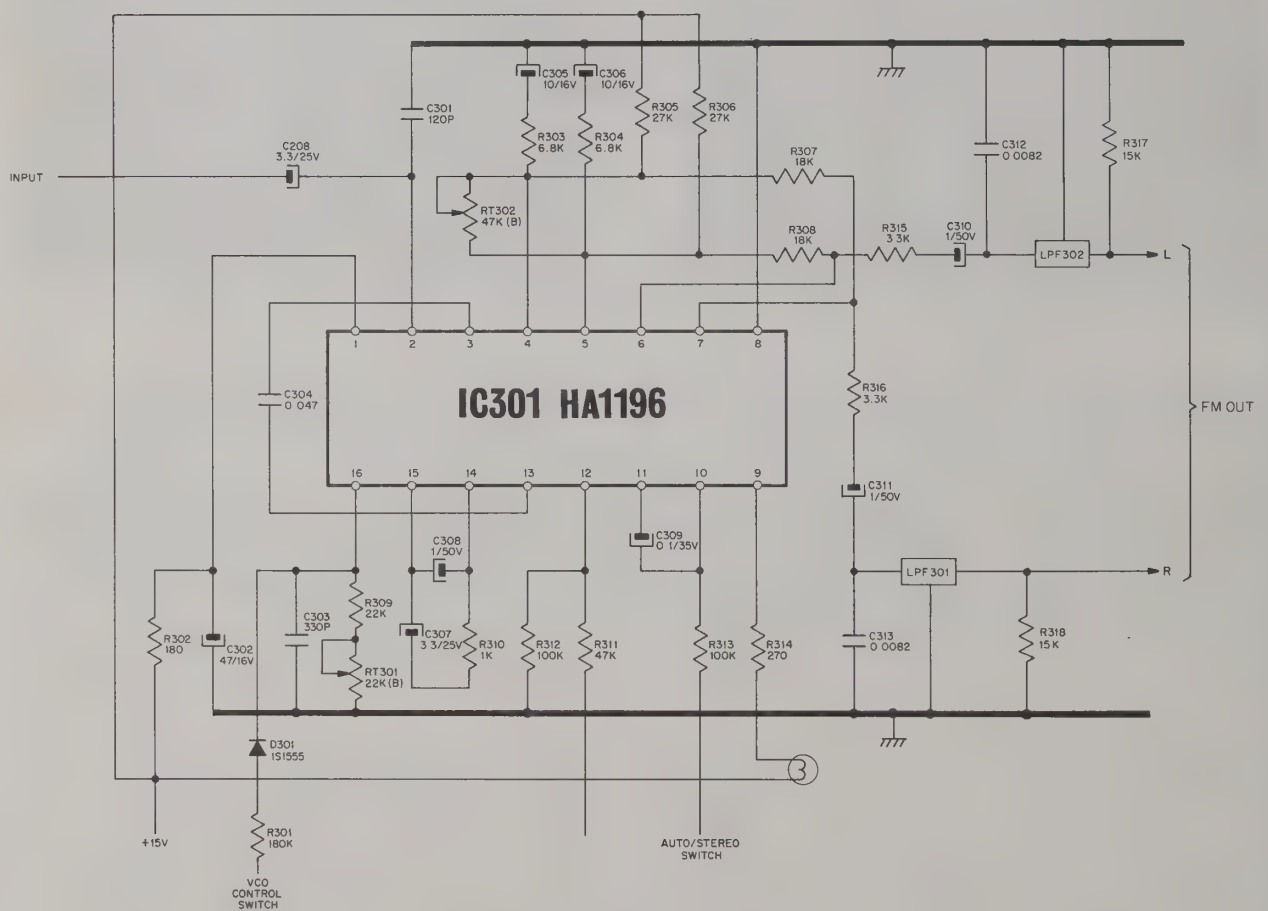 C305
10/16V
C306
10/16V
C301
120P
R303
6.8K
R304
6.8K
R305
27K
R306
27K
C312
0 0082
R317
15K
C208
3.3/25V
R307
18K
INPUT
RT302
47K (B)
R308
18K
R315
3 3K
C310
1/50V
LPF302
L
1
2
3
4
5
6
7
8
C304
0 047
IC301 HA1196
R316
3.3K
FM OUT
16
15
14
13
12
11
10
9
C311
1/50V
C309
0 1/35V
C308
1/50V
LPF301
R
R302
180
C302
47/16V
C303
330P
R309
22K
RT301
22K (B)
C307
3 3/25V
R310
1K
R312
100K
R311
47K
R313
100K
R314
270
C313
0 0082
R318
15K
D301
1S1555
+15V
R301
180K
AUTO/STEREO
SWITCH
VCO
CONTROL
SWITCH